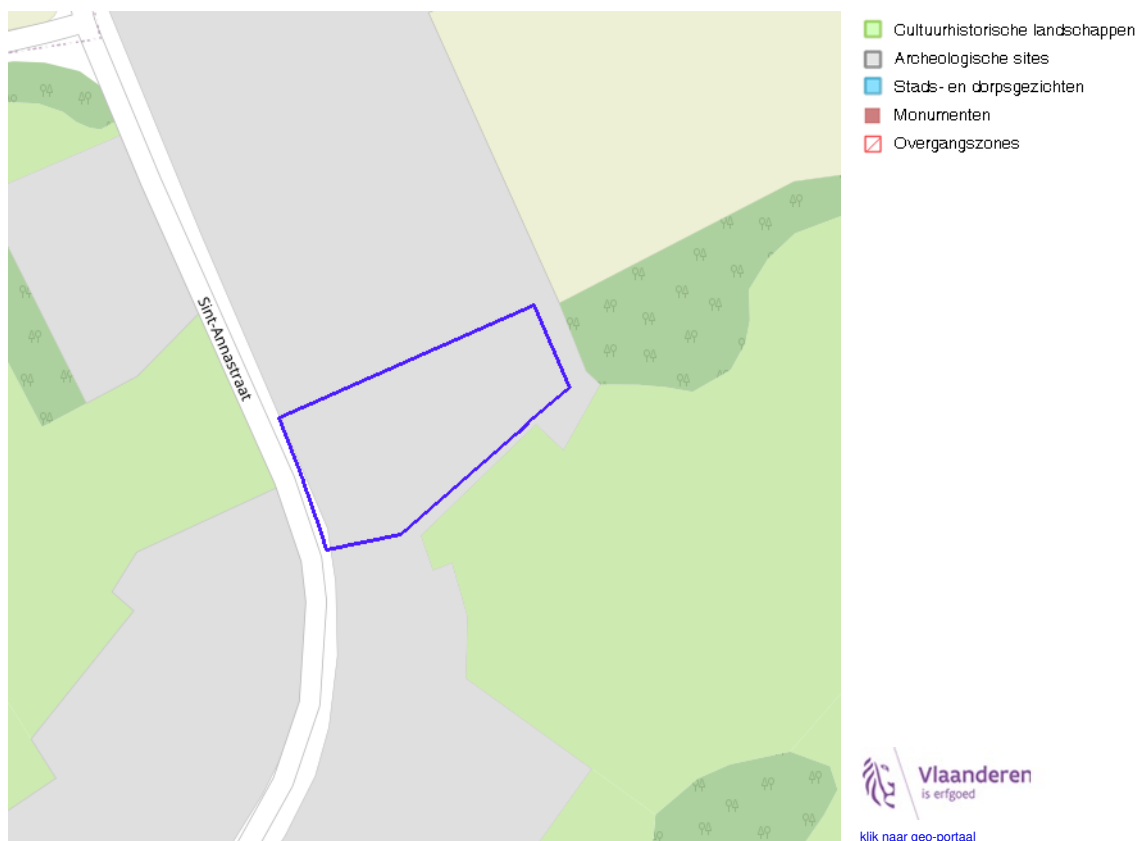 Sint-Annastraat
Cultuurhistorische landschappen
Archeologische sites
Stads- en dorpsgezichten
Monumenten
Overgangszones
Vlaanderen
is erfgoed
klik naar geo-portaal